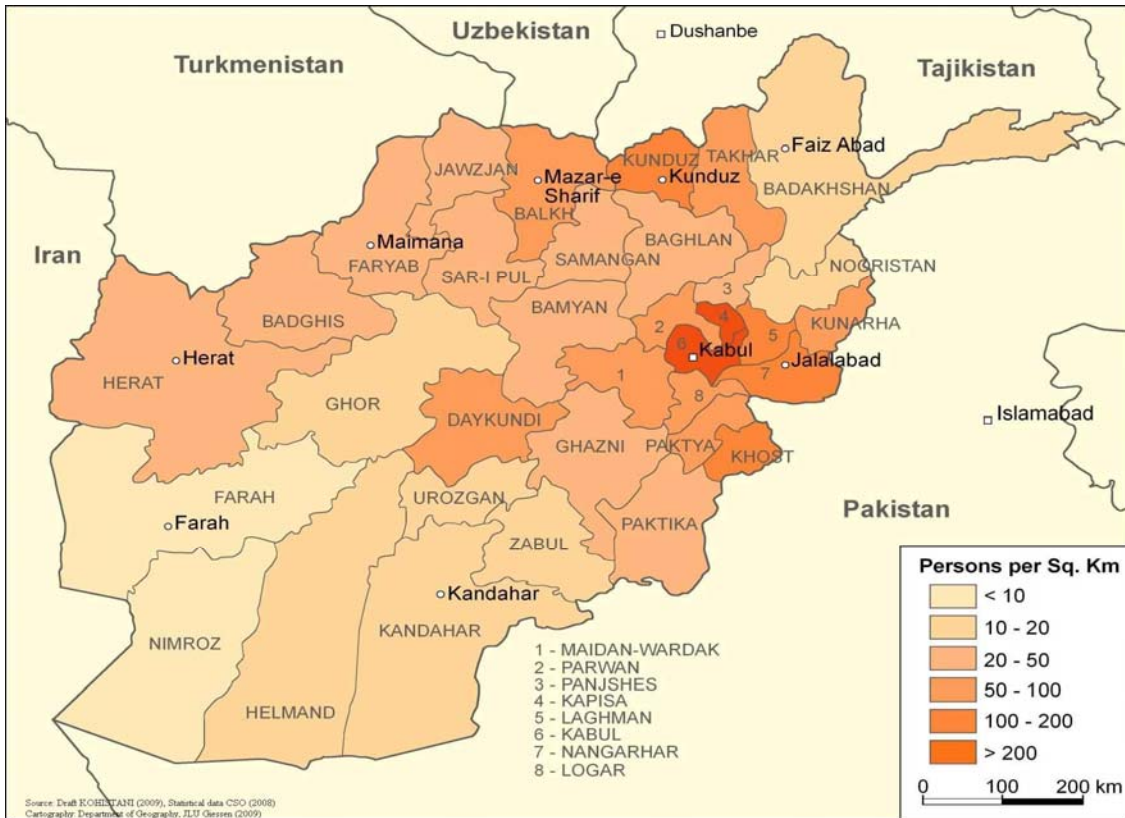 Uzbekistan
Dushanbe
Turkmenistan
Tajikistan
Faiz Abad
KUNDUZ
TAKHAR
JAWZJAN
Mazar-e
Sharif
Kunduz
BADAKHSHAN
BALKH
Iran
Maimana
FARYAB
BAGHLAN
SAMANGAN
SAR-I PUL
NOORISTAN
3
BAMYAN
BADGHIS
2
4
5
KUNARHA
6
Kabul
Herat
Jalalabad
HERAT
1
7
GHOR
8
DAYKUNDI
Islamabad
GHAZNI
PAKTYA
KHOST
FARAH
UROZGAN
Pakistan
Farah
PAKTIKA
ZABUL
Kandahar
NIMROZ
KANDAHAR
HELMAND
1 - MAIDAN-WARDAK
2 - PARWAN
3 - PANJSHES
4 - KAPISA
5 - LAGHMAN
6 - KABUL
7 - NANGARHAR
8 - LOGAR
Persons per Sq. Km
< 10
10 - 20
20 - 50
50 - 100
100 - 200
> 200
0 100 200 km
Source: Draft KOHISTANI (2009), Statistical data CSO (2008)
Cartography: Department of Geography, JLU Giessen (2009)